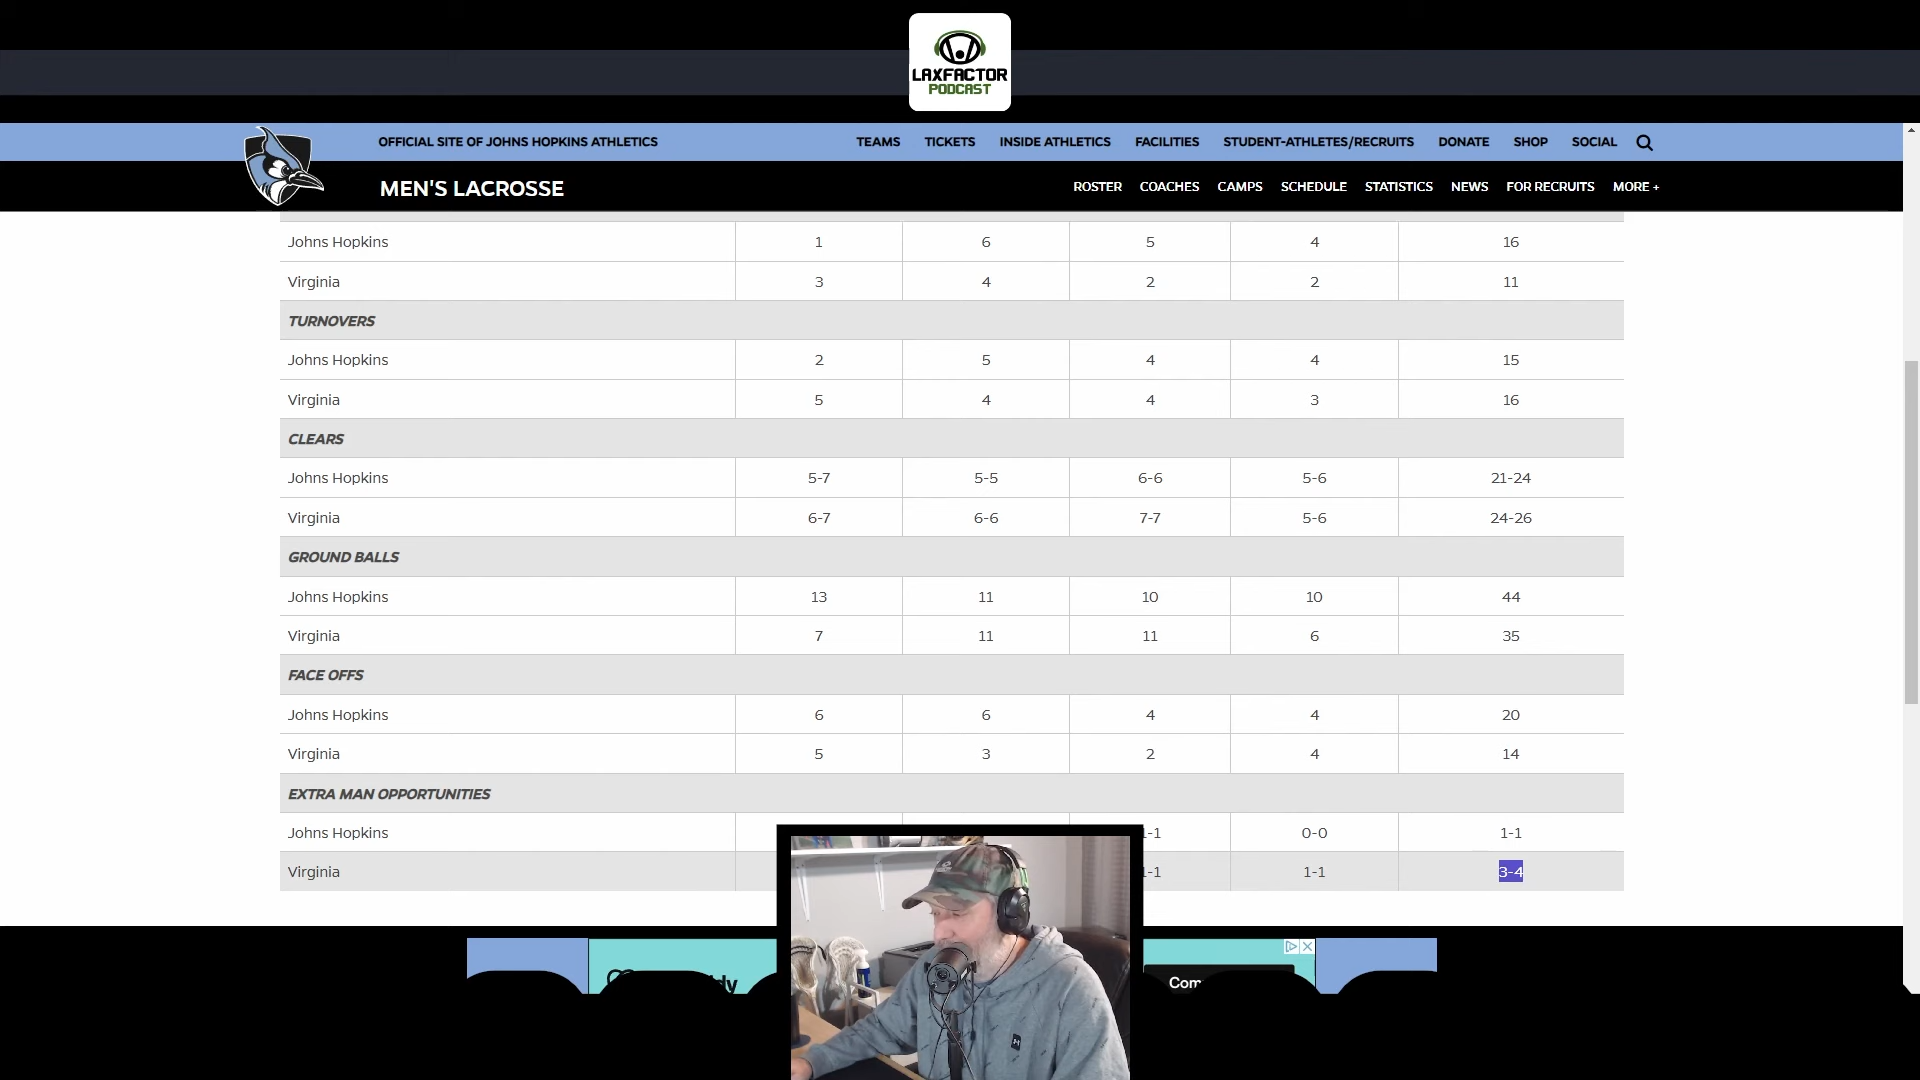 LAXFACTOR
PODCAST
OFFICIAL SITE OF JOHNS HOPKINS ATHLETICS TEAMS TICKETS INSIDE ATHLETICS FACILITIES STUDENT-ATHLETES/RECRUITS DONATE SHOP SOCIAL
MEN'S LACROSSE ROSTER COACHES CAMPS SCHEDULE STATISTICS NEWS FOR RECRUITS MORE +
Johns Hopkins 1 6 5 4 16
Virginia 3 4 2 2 11
TURNOVERS
Johns Hopkins 2 5 4 4 15
Virginia 5 4 4 3 16
CLEARS
Johns Hopkins 5-7 5-5 6-6 5-6 21-24
Virginia 6-7 6-6 7-7 5-6 24-26
GROUND BALLS
Johns Hopkins 13 11 10 10 44
Virginia 7 11 11 6 35
FACE OFFS
Johns Hopkins 6 6 4 4 20
Virginia 5 3 2 4 14
EXTRA MAN OPPORTUNITIES
Johns Hopkins -1 0-0 1-1
Virginia -1 1-1 3-4